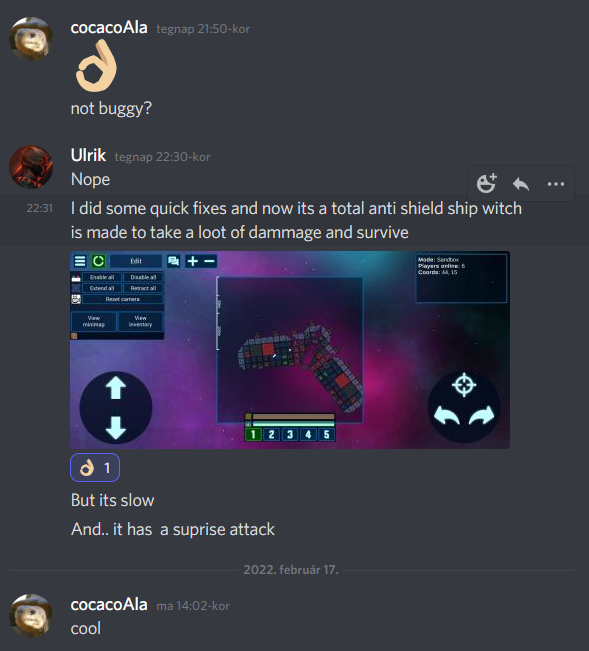 cocacoAla tegnap 21:50-kor
not buggy?
Ulrik tegnap 22:30-kor
Nope
22:31 I did some quick fixes and now its a total anti shield ship witch
is made to take a loot of dammage and survive
Edit
Enable all Disable all
Extend all Retract all
Reset camera
View minimap
View inventory
Mode: Sandbox
Players online: 6
Coords: 44, 15
1 2 3 4 5
1
But its slow
And.. it has a suprise attack
2022. február 17.
cocacoAla ma 14:02-kor
cool